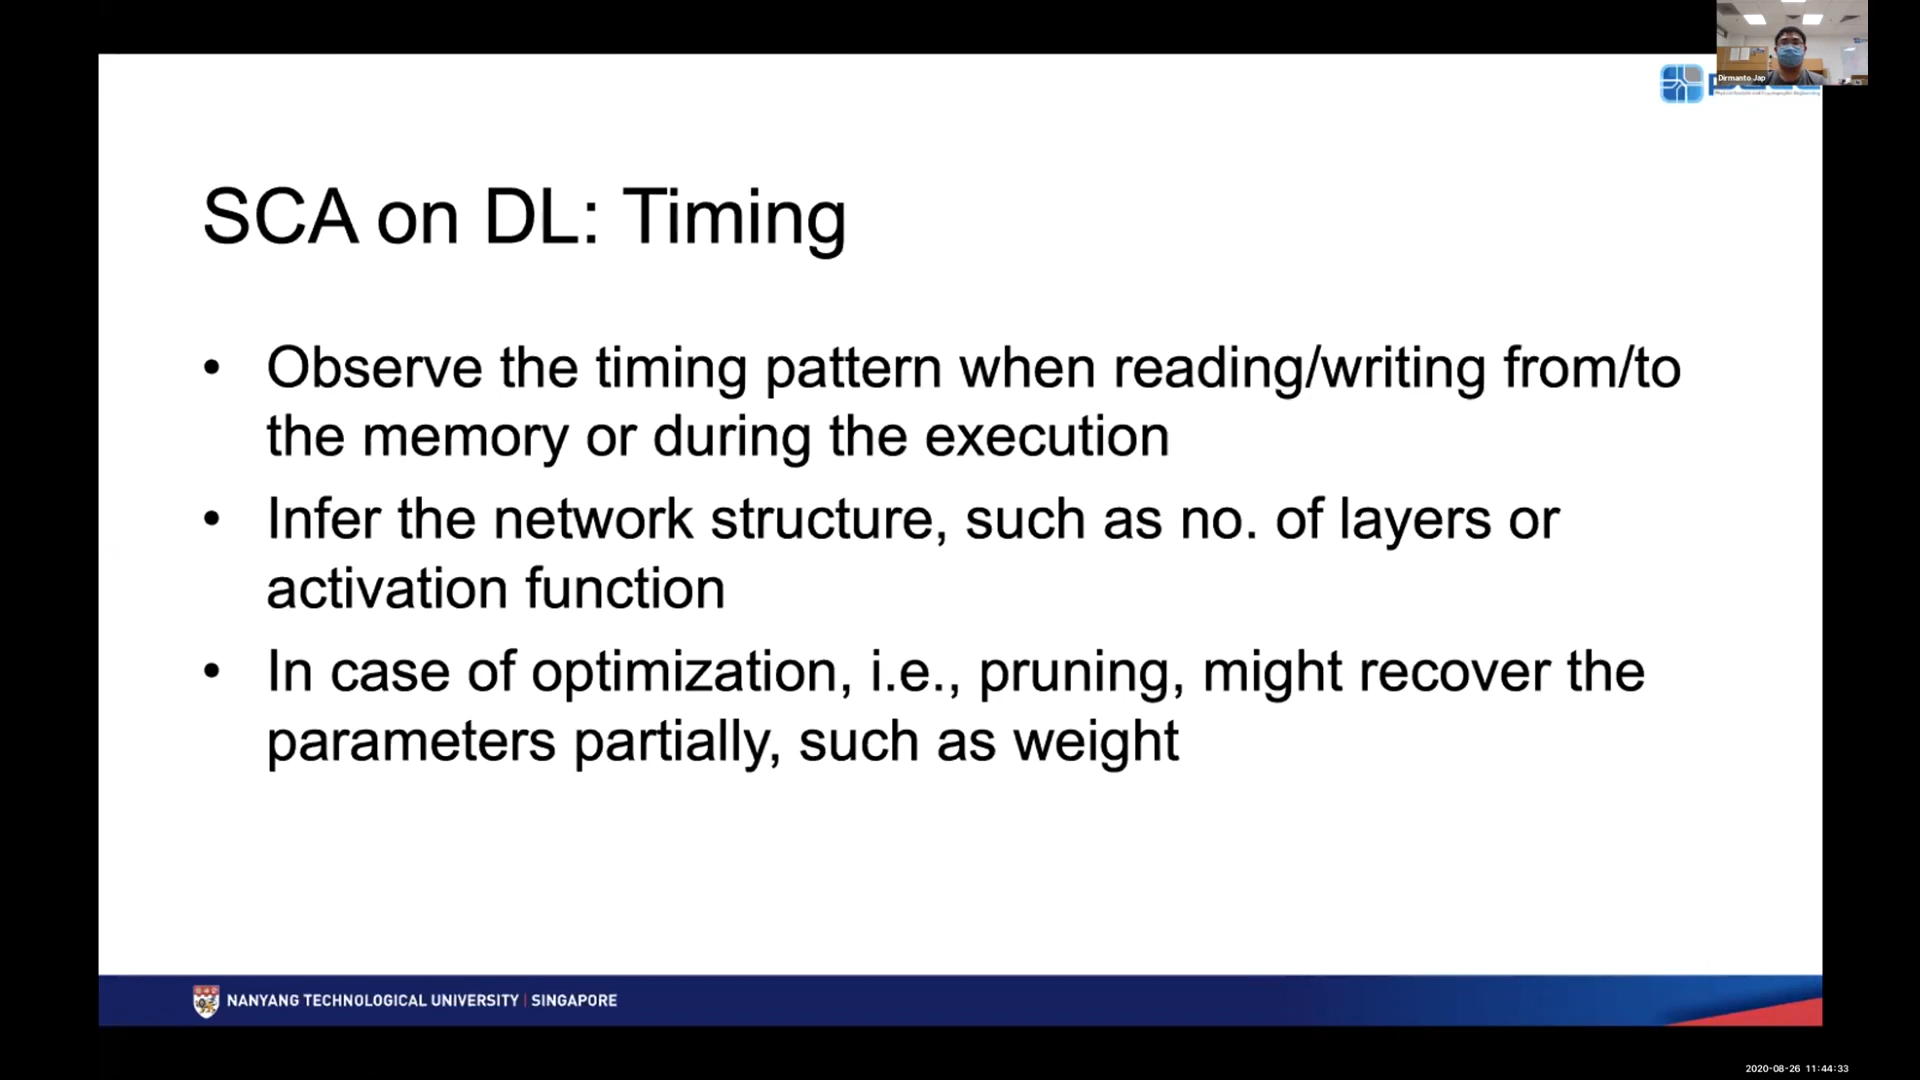 Dirmanto Jap
SCA on DL: Timing
• Observe the timing pattern when reading/writing from/to
the memory or during the execution
• Infer the network structure, such as no. of layers or
activation function
• In case of optimization, i.e., pruning, might recover the
parameters partially, such as weight
NANYANG TECHNOLOGICAL UNIVERSITY | SINGAPORE
2020-08-26 11:44:33